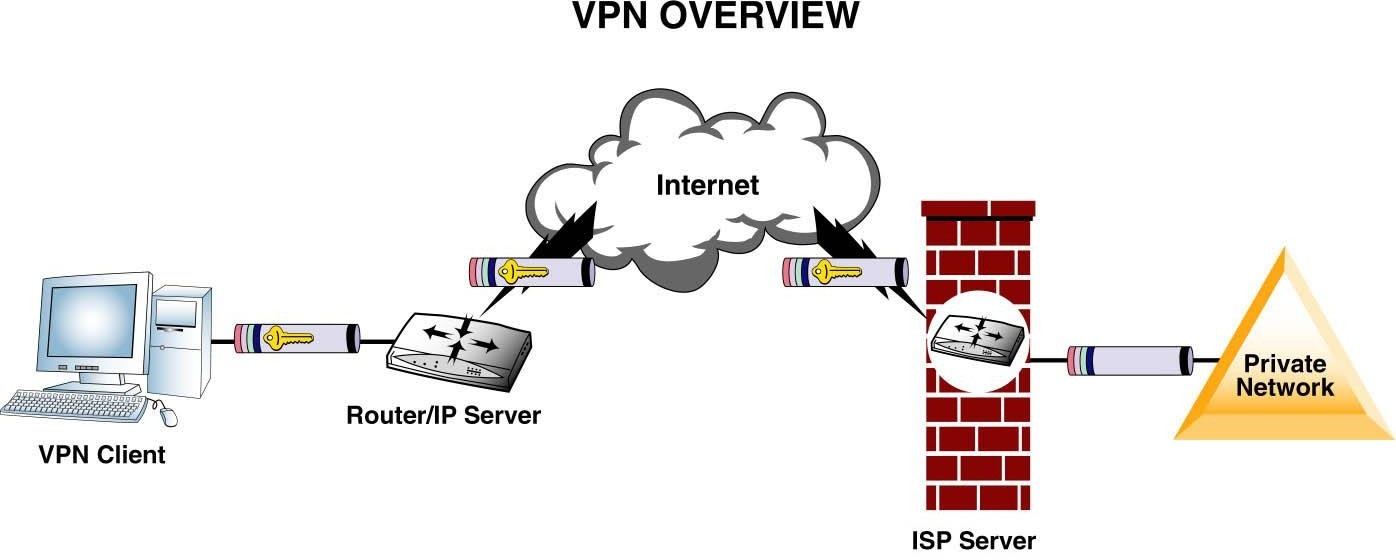 VPN OVERVIEW
Internet
Router/IP Server
VPN Client
Private
Network
ISP Server